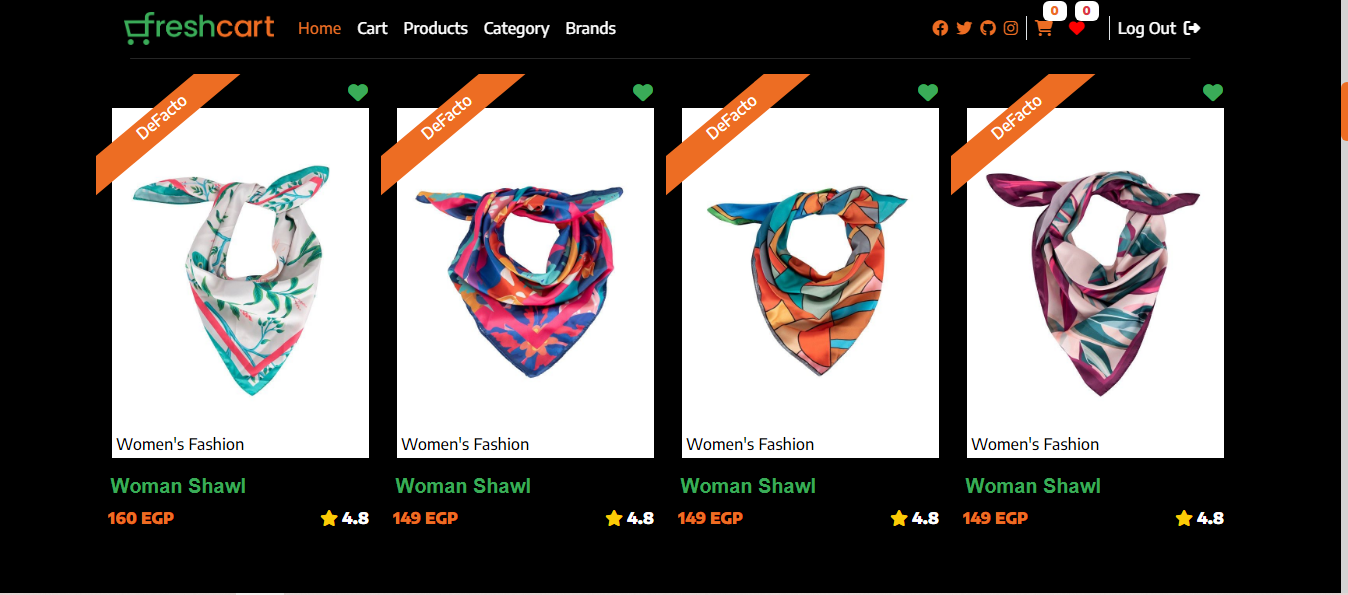 freshcart Home Cart Products Category Brands 0 0 Log Out
DeFacto DeFacto DeFacto DeFacto
Women's Fashion Women's Fashion Women's Fashion Women's Fashion
Woman Shawl Woman Shawl Woman Shawl Woman Shawl
160 EGP 4.8 149 EGP 4.8 149 EGP 4.8 149 EGP 4.8